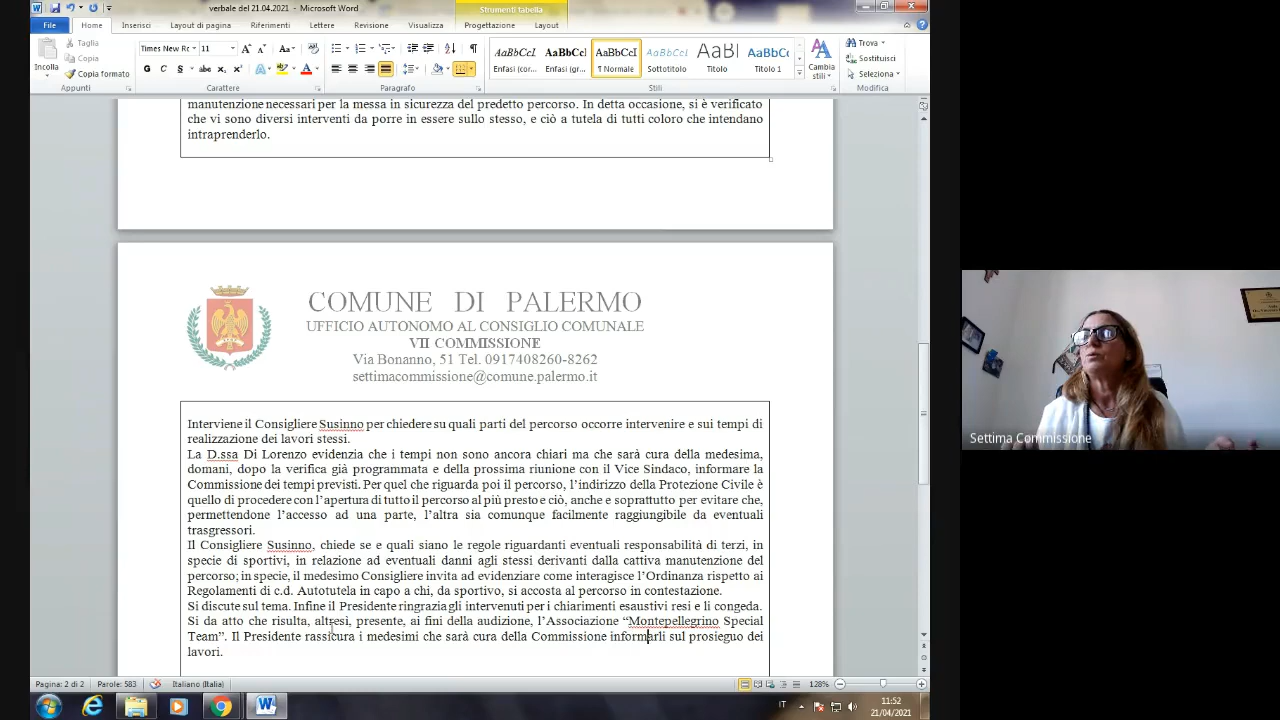 verbale del 21.04.2021 - Microsoft Word
Strumenti tabella
File
Home
Inserisci
Layout di pagina
Riferimenti
Lettere
Revisione
Visualizza
Progettazione
Layout
Incolla
Taglia
Copia
Copia formato
Appunti
Times New Ro
11
Carattere
Paragrafo
AaBbCcI
Enfasi (cor...
AaBbCc
Enfasi (gr...
AaBbCcI
¶ Normale
AaBbCcI
Sottotitolo
AaBI
Titolo
AaBbCc
Titolo 1
Cambia
stili
Stili
Trova
Sostituisci
Seleziona
Modifica
manutenzione necessari per la messa in sicurezza del predetto percorso. In detta occasione, si è verificato
che vi sono diversi interventi da porre in essere sullo stesso, e ciò a tutela di tutti coloro che intendano
intraprenderlo.
COMUNE DI PALERMO
UFFICIO AUTONOMO AL CONSIGLIO COMUNALE
VII COMMISSIONE
Via Bonanno, 51 Tel. 0917408260-8262
settimacommissione@comune.palermo.it
Interviene il Consigliere Susinno per chiedere su quali parti del percorso occorre intervenire e sui tempi di
realizzazione dei lavori stessi.
La D.ssa Di Lorenzo evidenzia che i tempi non sono ancora chiari ma che sarà cura della medesima,
domani, dopo la verifica già programmata e della prossima riunione con il Vice Sindaco, informare la
Commissione dei tempi previsti. Per quel che riguarda poi il percorso, l’indirizzo della Protezione Civile è
quello di procedere con l’apertura di tutto il percorso al più presto e ciò, anche e soprattutto per evitare che,
permettendone l’accesso ad una parte, l’altra sia comunque facilmente raggiungibile da eventuali
trasgressori.
Il Consigliere Susinno, chiede se e quali siano le regole riguardanti eventuali responsabilità di terzi, in
specie di sportivi, in relazione ad eventuali danni agli stessi derivanti dalla cattiva manutenzione del
percorso; in specie, il medesimo Consigliere invita ad evidenziare come interagisce l’Ordinanza rispetto ai
Regolamenti di c.d. Autotutela in capo a chi, da sportivo, si accosta al percorso in contestazione.
Si discute sul tema. Infine il Presidente ringrazia gli intervenuti per i chiarimenti esaustivi resi e li congeda.
Si da atto che risulta, altresì, presente, ai fini della audizione, l’Associazione “Montepellegrino Special
Team”. Il Presidente rassicura i medesimi che sarà cura della Commissione informarli sul prosieguo dei
lavori.
Settima Commissione
Pagina: 2 di 2
Parole: 583
Italiano (Italia)
128%
IT
11:52
21/04/2021